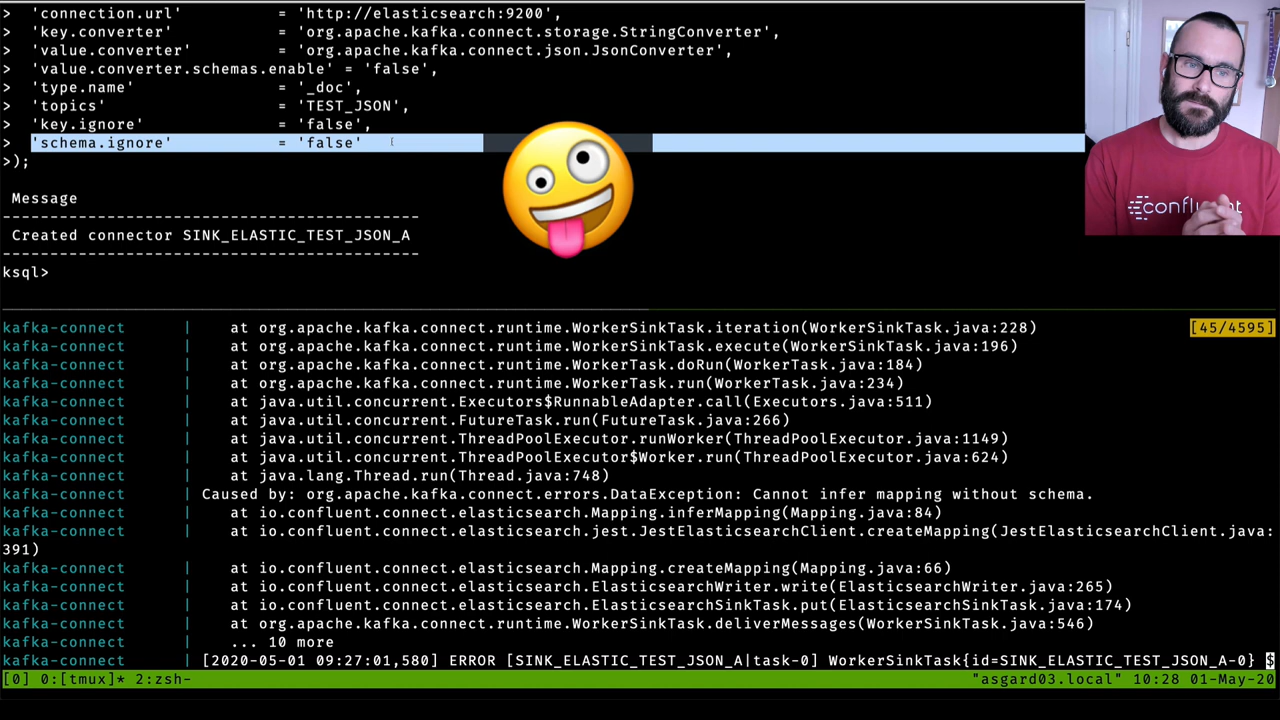 >  'connection.url'            = 'http://elasticsearch:9200',
>  'key.converter'             = 'org.apache.kafka.connect.storage.StringConverter',
>  'value.converter'           = 'org.apache.kafka.connect.json.JsonConverter',
>  'value.converter.schemas.enable' = 'false',
>  'type.name'                 = '_doc',
>  'topics'                    = 'TEST_JSON',
>  'key.ignore'                = 'false',
>  'schema.ignore'             = 'false'
>);
Message
--------------------------------------------
Created connector SINK_ELASTIC_TEST_JSON_A
--------------------------------------------
ksql>
confluent
kafka-connect       |    at org.apache.kafka.connect.runtime.WorkerSinkTask.iteration(WorkerSinkTask.java:228) [45/4595]
kafka-connect       |    at org.apache.kafka.connect.runtime.WorkerSinkTask.execute(WorkerSinkTask.java:196)
kafka-connect       |    at org.apache.kafka.connect.runtime.WorkerTask.doRun(WorkerTask.java:184)
kafka-connect       |    at org.apache.kafka.connect.runtime.WorkerTask.run(WorkerTask.java:234)
kafka-connect       |    at java.util.concurrent.Executors$RunnableAdapter.call(Executors.java:511)
kafka-connect       |    at java.util.concurrent.FutureTask.run(FutureTask.java:266)
kafka-connect       |    at java.util.concurrent.ThreadPoolExecutor.runWorker(ThreadPoolExecutor.java:1149)
kafka-connect       |    at java.util.concurrent.ThreadPoolExecutor$Worker.run(ThreadPoolExecutor.java:624)
kafka-connect       |    at java.lang.Thread.run(Thread.java:748)
kafka-connect       | Caused by: org.apache.kafka.connect.errors.DataException: Cannot infer mapping without schema.
kafka-connect       |    at io.confluent.connect.elasticsearch.Mapping.inferMapping(Mapping.java:84)
kafka-connect       |    at io.confluent.connect.elasticsearch.jest.JestElasticsearchClient.createMapping(JestElasticsearchClient.java:
391)
kafka-connect       |    at io.confluent.connect.elasticsearch.Mapping.createMapping(Mapping.java:66)
kafka-connect       |    at io.confluent.connect.elasticsearch.ElasticsearchWriter.write(ElasticsearchWriter.java:265)
kafka-connect       |    at io.confluent.connect.elasticsearch.ElasticsearchSinkTask.put(ElasticsearchSinkTask.java:174)
kafka-connect       |    at org.apache.kafka.connect.runtime.WorkerSinkTask.deliverMessages(WorkerSinkTask.java:546)
kafka-connect       |    ... 10 more
kafka-connect       | [2020-05-01 09:27:01,580] ERROR [SINK_ELASTIC_TEST_JSON_A|task-0] WorkerSinkTask{id=SINK_ELASTIC_TEST_JSON_A-0} $
[0] 0:[tmux]* 2:zsh- "asgard03.local" 10:28 01-May-20